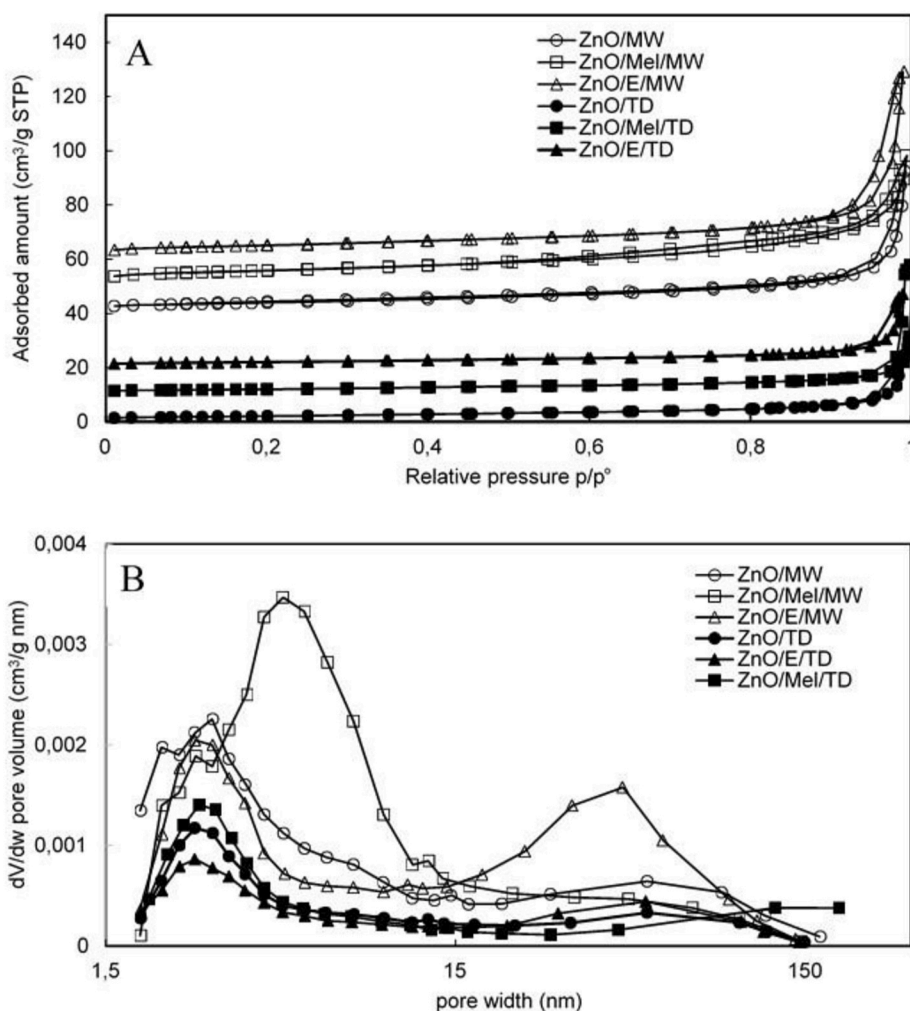 A
140
120
100
80
60
40
20
0
Adsorbed amount (cm³/g STP)
ZnO/MW
ZnO/Mel/MW
ZnO/E/MW
ZnO/TD
ZnO/Mel/TD
ZnO/E/TD
0 0,2 0,4 0,6 0,8 1
Relative pressure p/p°
B
0,004
0,003
0,002
0,001
0
dV/dw pore volume (cm³/g nm)
ZnO/MW
ZnO/Mel/MW
ZnO/E/MW
ZnO/TD
ZnO/E/TD
ZnO/Mel/TD
1,5 15 150
pore width (nm)